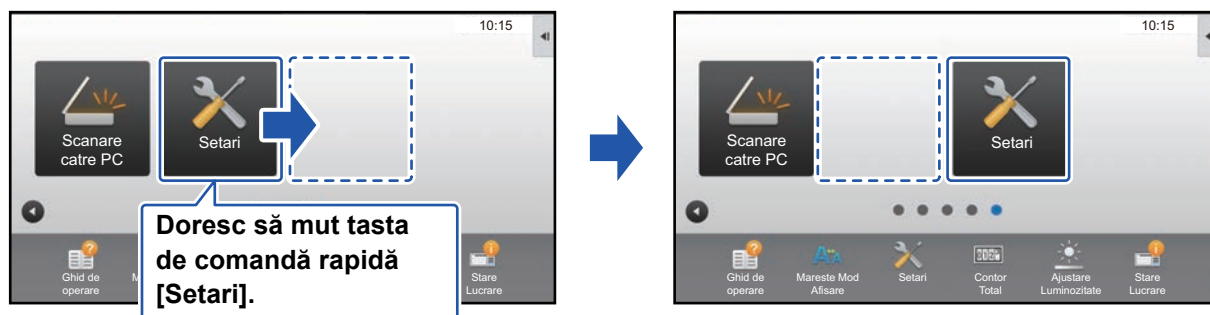 10:15
Scanare
catre PC
Setari
Doresc să mut tasta
de comandă rapidă
[Setari].
Ghid de
operare
M
Stare
Lucrare
10:15
Scanare
catre PC
Setari
Ghid de
operare
Mareste Mod
Afisare
Setari
Contor
Total
Ajustare
Luminozitate
Stare
Lucrare